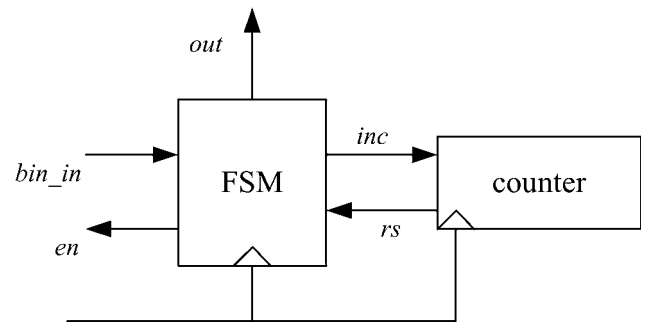 out
inc
bin_in
FSM
counter
rs
en